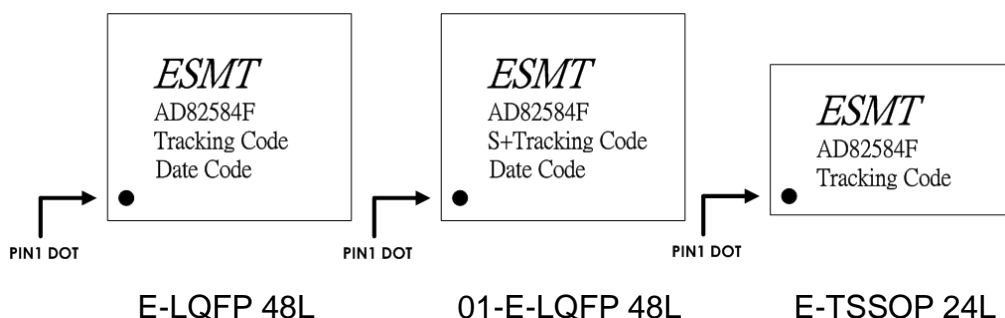 ESMT
AD82584F
Tracking Code
Date Code
PIN1 DOT
E-LQFP 48L
ESMT
AD82584F
S+Tracking Code
Date Code
PIN1 DOT
01-E-LQFP 48L
ESMT
AD82584F
Tracking Code
PIN1 DOT
E-TSSOP 24L